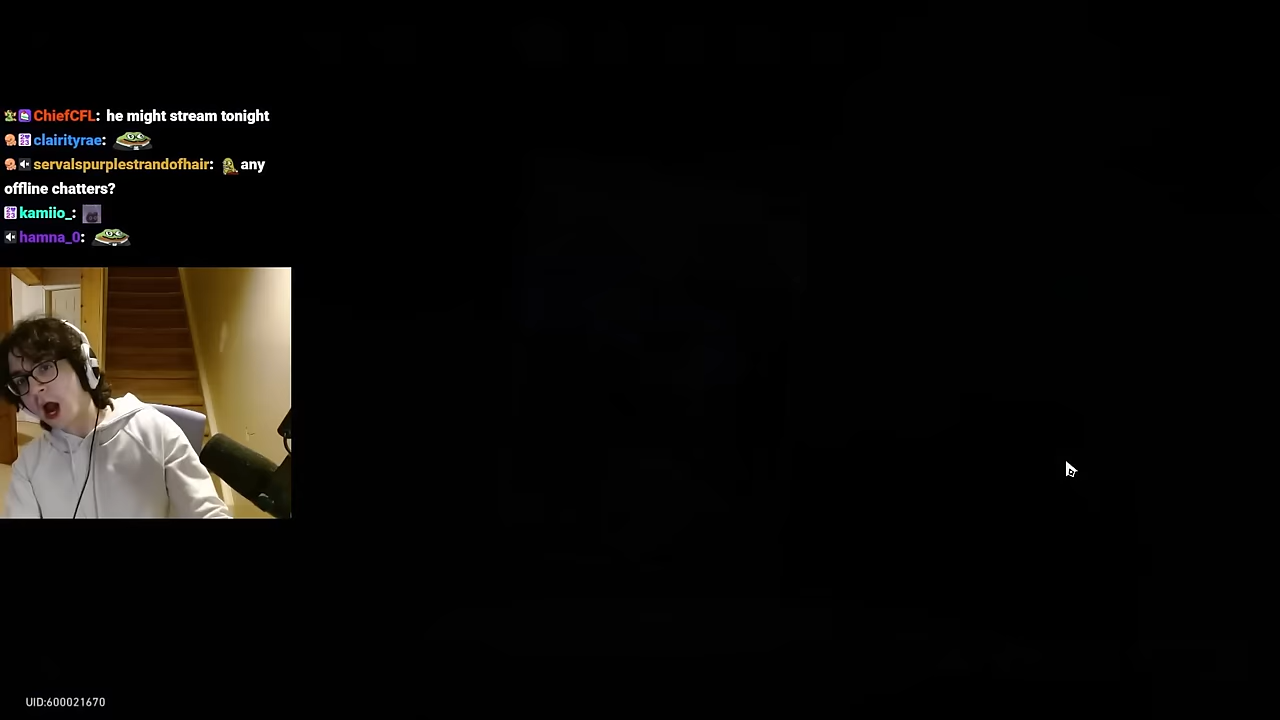 ChiefCFL: he might stream tonight
clairityrae:
servalspurplestrandofhair: any
offline chatters?
kamiio_:
hamna_0:
UID:600021670